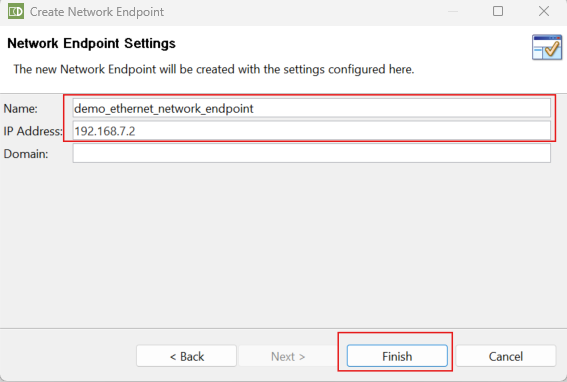 Create Network Endpoint
Network Endpoint Settings
The new Network Endpoint will be created with the settings configured here.
Name: demo_ethernet_network_endpoint
IP Address: 192.168.7.2
Domain:
< Back Next > Finish Cancel